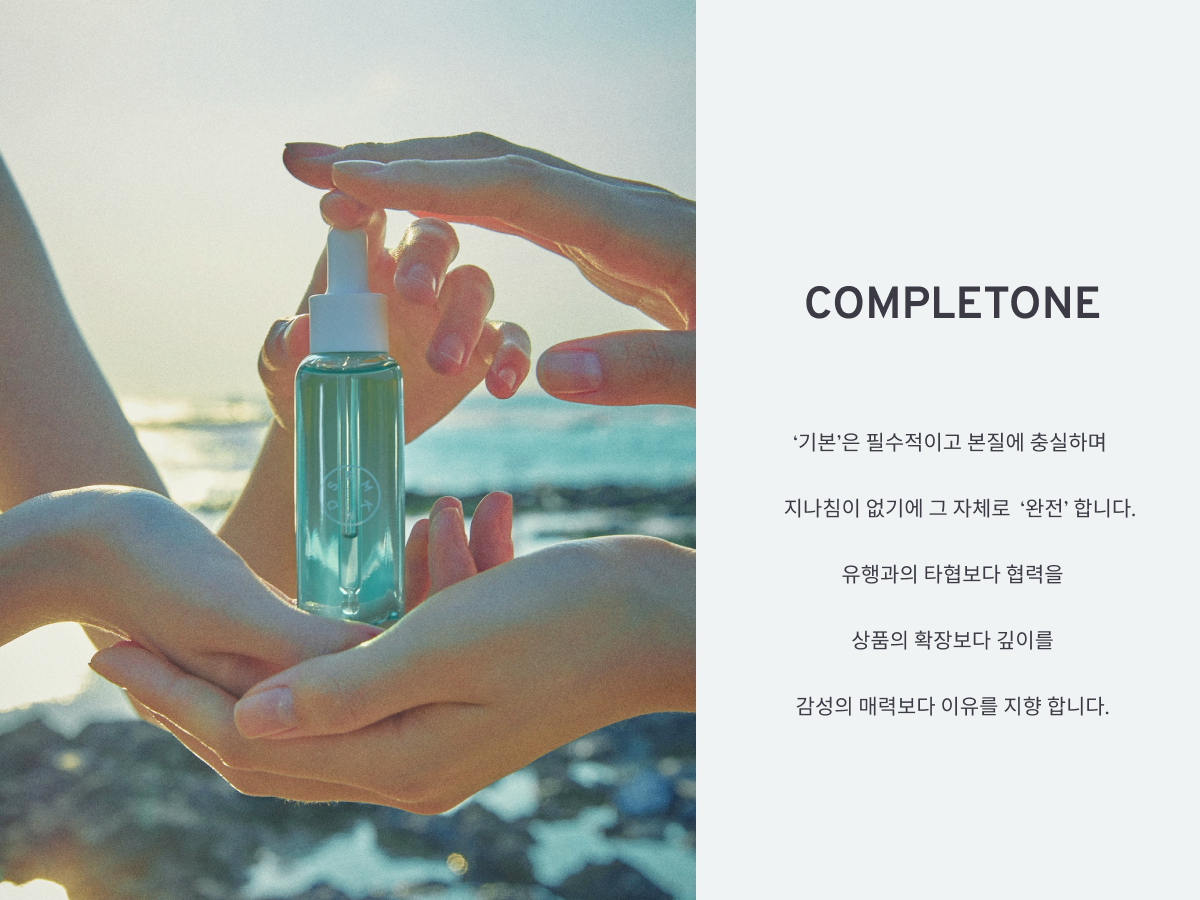 COMPLETONE
‘기본’은 필수적이고 본질에 충실하며
지나침이 없기에 그 자체로 ‘완전’ 합니다.
유행과의 타협보다 협력을
상품의 확장보다 깊이를
감성의 매력보다 이유를 지향 합니다.